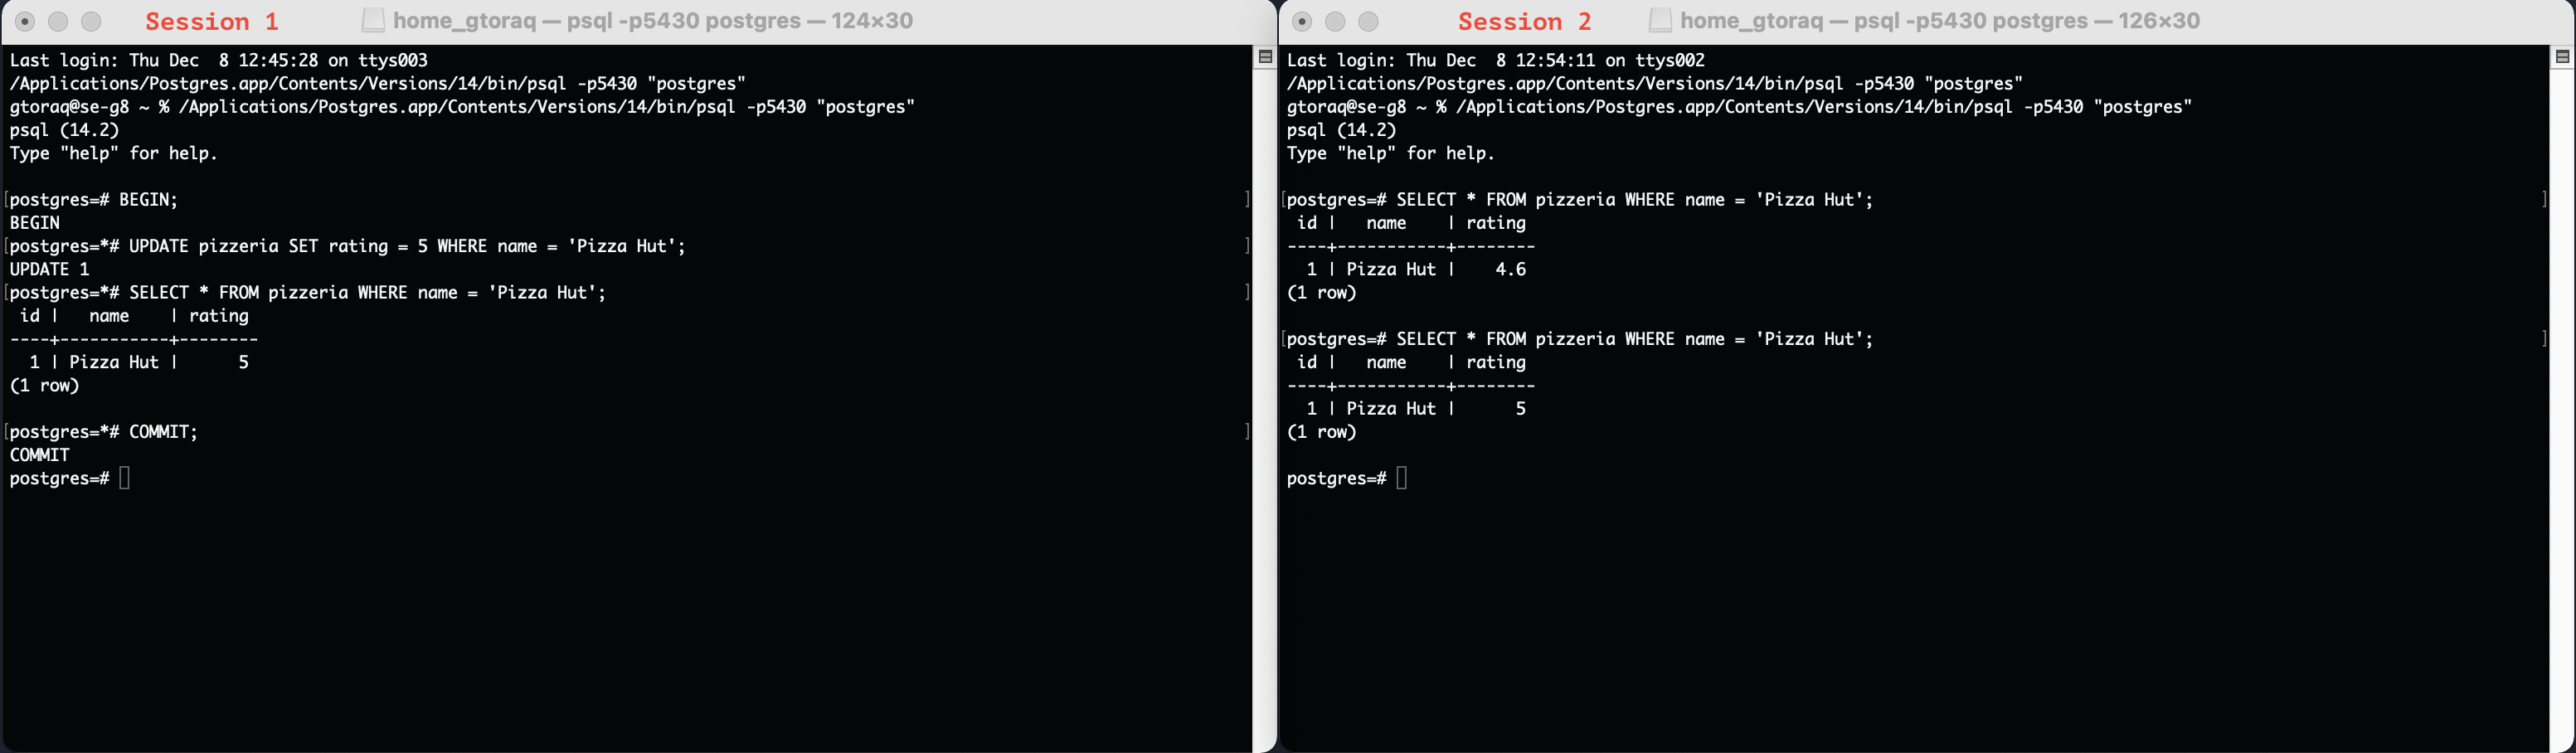 Session 1
home_gtoraq — psql -p5430 postgres — 124×30
Last login: Thu Dec  8 12:45:28 on ttys003
/Applications/Postgres.app/Contents/Versions/14/bin/psql -p5430 "postgres"
gtoraq@se-g8 ~ % /Applications/Postgres.app/Contents/Versions/14/bin/psql -p5430 "postgres"
psql (14.2)
Type "help" for help.

[postgres=# BEGIN;                                                                                                          ]
BEGIN
[postgres=*# UPDATE pizzeria SET rating = 5 WHERE name = 'Pizza Hut';                                                       ]
UPDATE 1
[postgres=*# SELECT * FROM pizzeria WHERE name = 'Pizza Hut';                                                               ]
 id |   name    | rating
----+-----------+--------
  1 | Pizza Hut |      5
(1 row)

[postgres=*# COMMIT;                                                                                                        ]
COMMIT
postgres=#
Session 2
home_gtoraq — psql -p5430 postgres — 126×30
Last login: Thu Dec  8 12:54:11 on ttys002
/Applications/Postgres.app/Contents/Versions/14/bin/psql -p5430 "postgres"
gtoraq@se-g8 ~ % /Applications/Postgres.app/Contents/Versions/14/bin/psql -p5430 "postgres"
psql (14.2)
Type "help" for help.

[postgres=# SELECT * FROM pizzeria WHERE name = 'Pizza Hut';                                                                  ]
 id |   name    | rating
----+-----------+--------
  1 | Pizza Hut |    4.6
(1 row)

[postgres=# SELECT * FROM pizzeria WHERE name = 'Pizza Hut';                                                                  ]
 id |   name    | rating
----+-----------+--------
  1 | Pizza Hut |      5
(1 row)

postgres=#